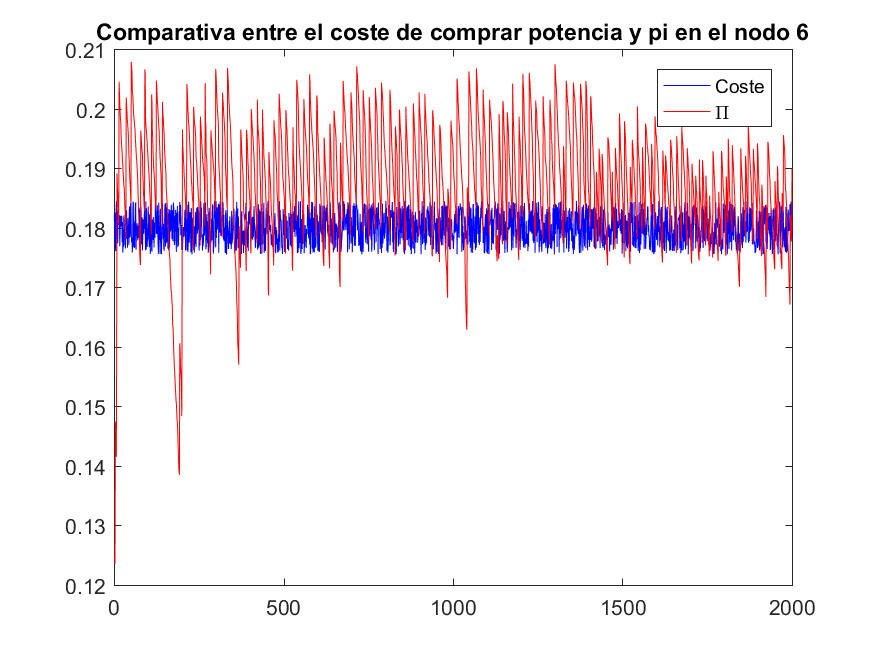 Comparativa entre el coste de comprar potencia y pi en el nodo 6
0.21
0.2
0.19
0.18
0.17
0.16
0.15
0.14
0.13
0.12
0 500 1000 1500 2000
Coste
Π